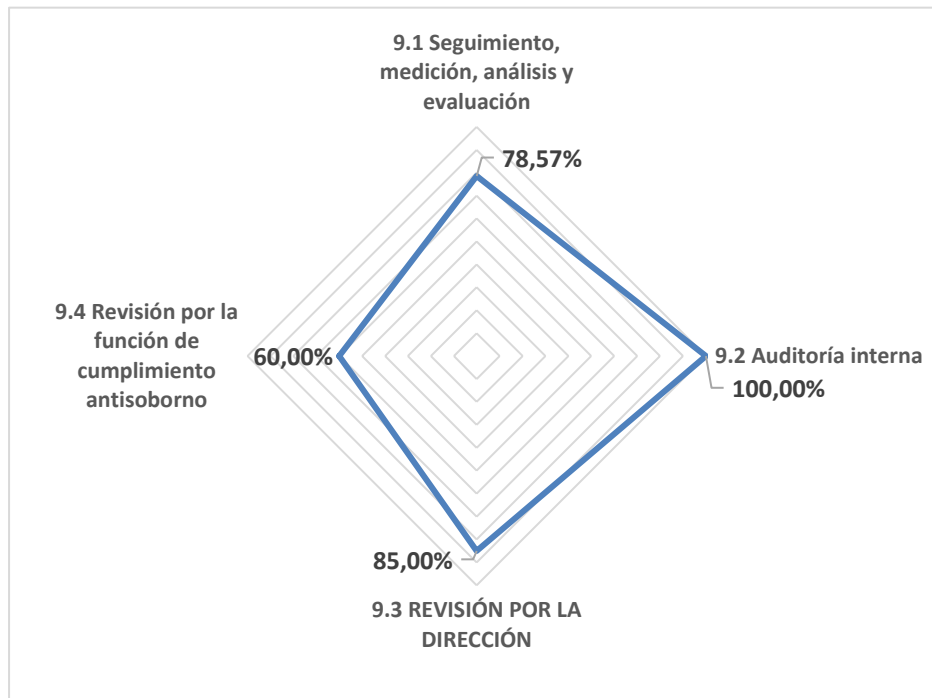 9.1 Seguimiento,
medición, análisis y
evaluación
78,57%
9.2 Auditoría interna
100,00%
9.4 Revisión por la
función de
cumplimiento
antisoborno
60,00%
85,00%
9.3 REVISIÓN POR LA
DIRECCIÓN